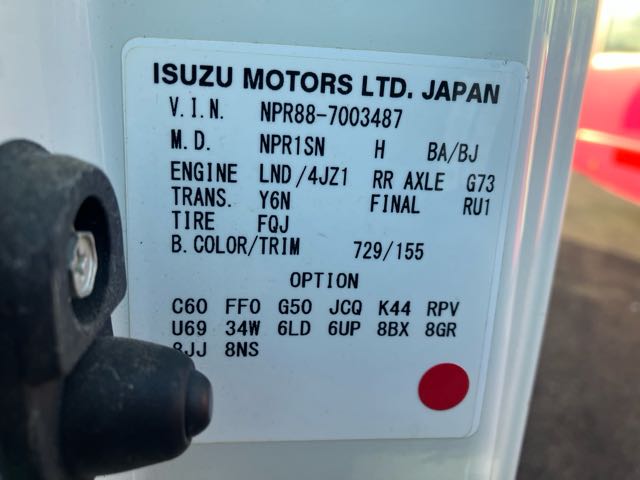 ISUZU MOTORS LTD. JAPAN
V.I.N. NPR88-7003487
M.D. NPR1SN H BA/BJ
ENGINE LND/4JZ1 RR AXLE G73
TRANS. Y6N FINAL RU1
TIRE FQJ
B.COLOR/TRIM 729/155
OPTION
C60 FF0 G50 JCQ K44 RPV
U69 34W 6LD 6UP 8BX 8GR
8JJ 8NS